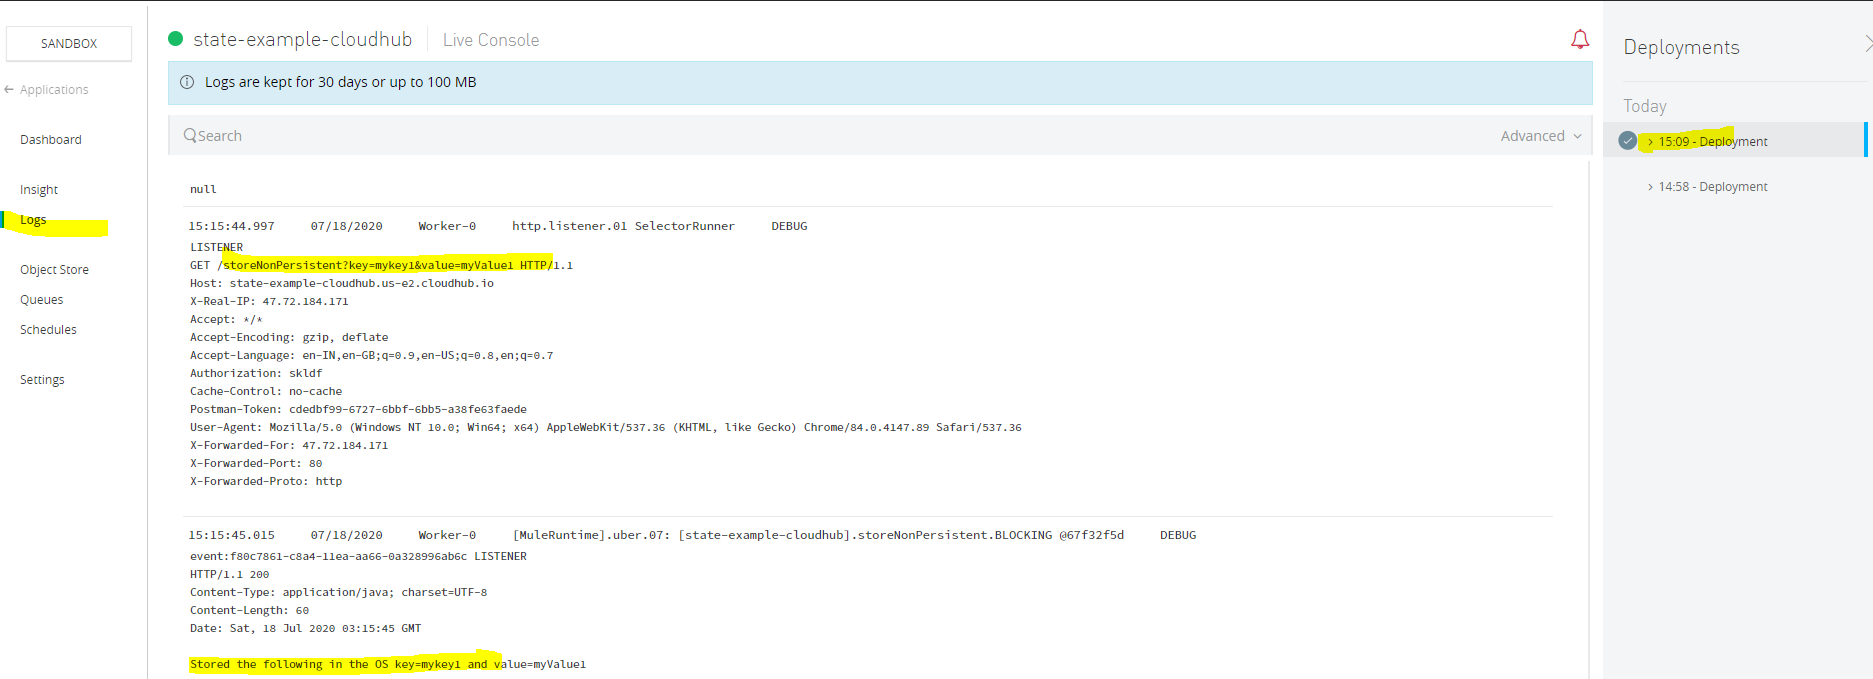 SANDBOX
Applications
Dashboard
Insight
Logs
Object Store
Queues
Schedules
Settings
state-example-cloudhub
Live Console
Logs are kept for 30 days or up to 100 MB
Search
Advanced
null
15:15:44.997 07/18/2020 Worker-0 http.listener.01 SelectorRunner DEBUG
LISTENER
GET /storeNonPersistent?key=mykey1&value=myValue1 HTTP/1.1
Host: state-example-cloudhub.us-e2.cloudhub.io
X-Real-IP: 47.72.184.171
Accept: */*
Accept-Encoding: gzip, deflate
Accept-Language: en-IN,en-GB;q=0.9,en-US;q=0.8,en;q=0.7
Authorization: skldf
Cache-Control: no-cache
Postman-Token: cdedbf99-6727-6bbf-6bb5-a38fe63faede
User-Agent: Mozilla/5.0 (Windows NT 10.0; Win64; x64) AppleWebKit/537.36 (KHTML, like Gecko) Chrome/84.0.4147.89 Safari/537.36
X-Forwarded-For: 47.72.184.171
X-Forwarded-Port: 80
X-Forwarded-Proto: http
15:15:45.015 07/18/2020 Worker-0 [MuleRuntime].uber.07: [state-example-cloudhub].storeNonPersistent.BLOCKING @67f32f5d DEBUG
event:f80c7861-c8a4-11ea-aa66-0a328996ab6c LISTENER
HTTP/1.1 200
Content-Type: application/java; charset=UTF-8
Content-Length: 60
Date: Sat, 18 Jul 2020 03:15:45 GMT
Stored the following in the OS key=mykey1 and value=myValue1
Deployments
Today
15:09 - Deployment
14:58 - Deployment